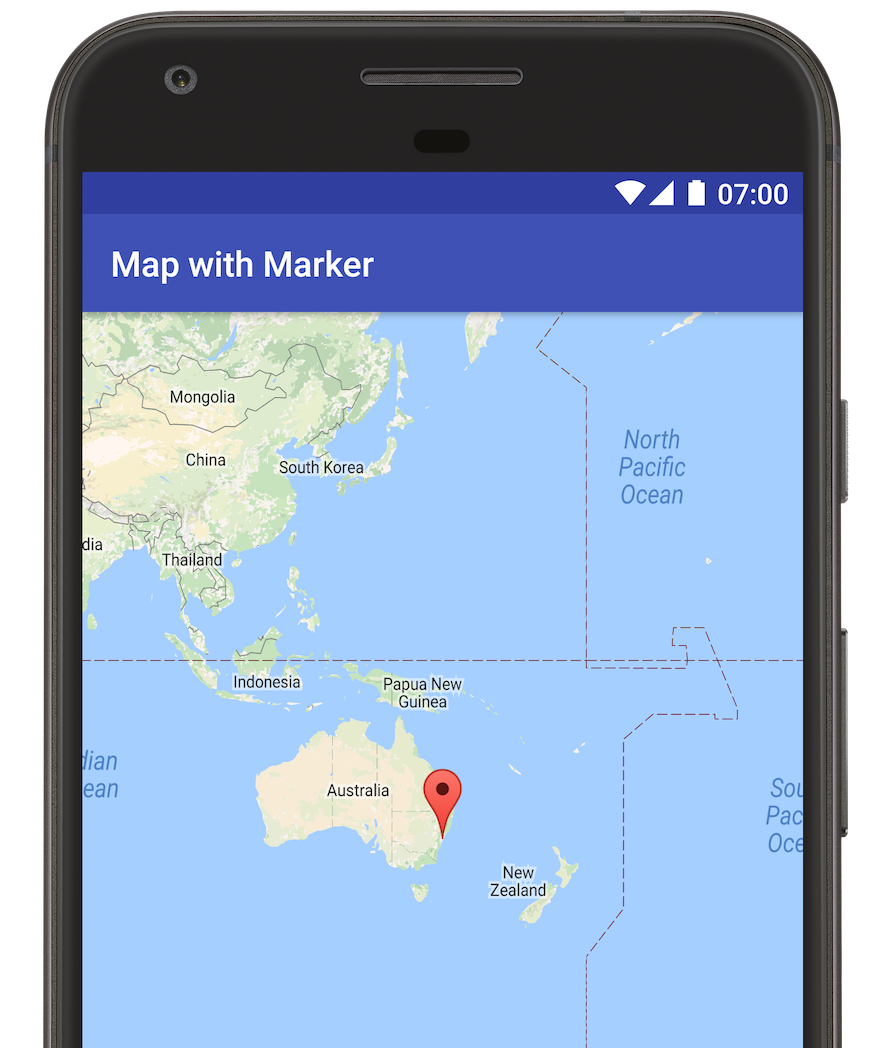 07:00
Map with Marker
Mongolia
North
Pacific
Ocean
China
South Korea
dia
Thailand
Indonesia
Papua New
Guinea
dian
ean
Australia
Sou
Pac
Oce
New
Zealand